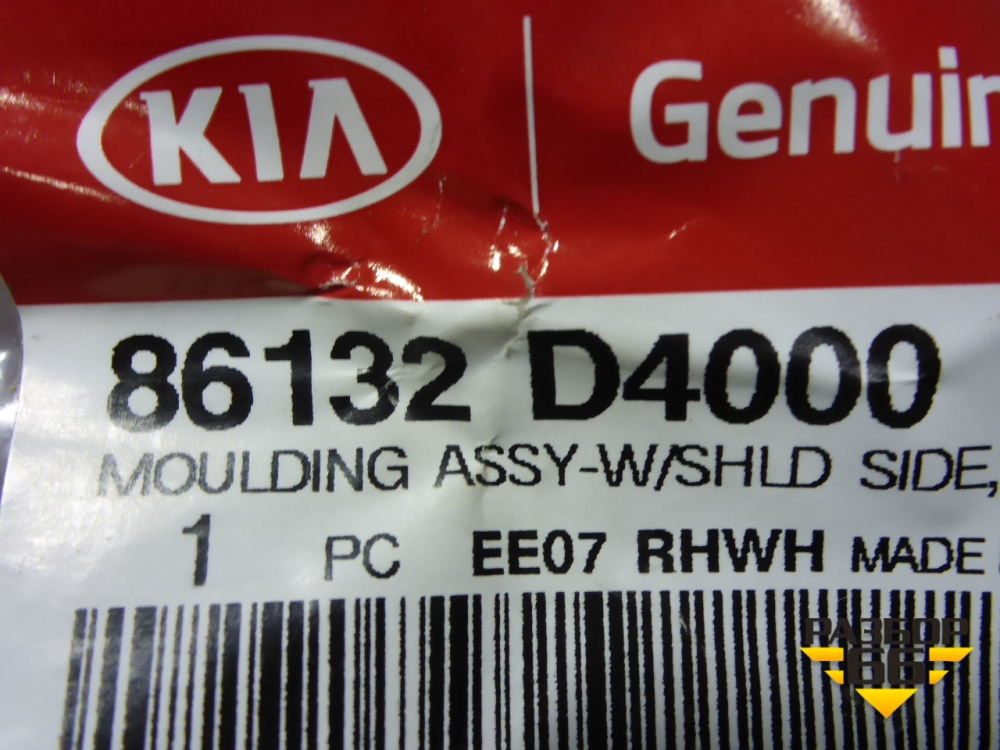 KIA
Genuin
86132 D4000
MOULDING ASSY-W/SHLD SIDE,
1 PC EE07 RHWH MADE
РАЗБОР
66